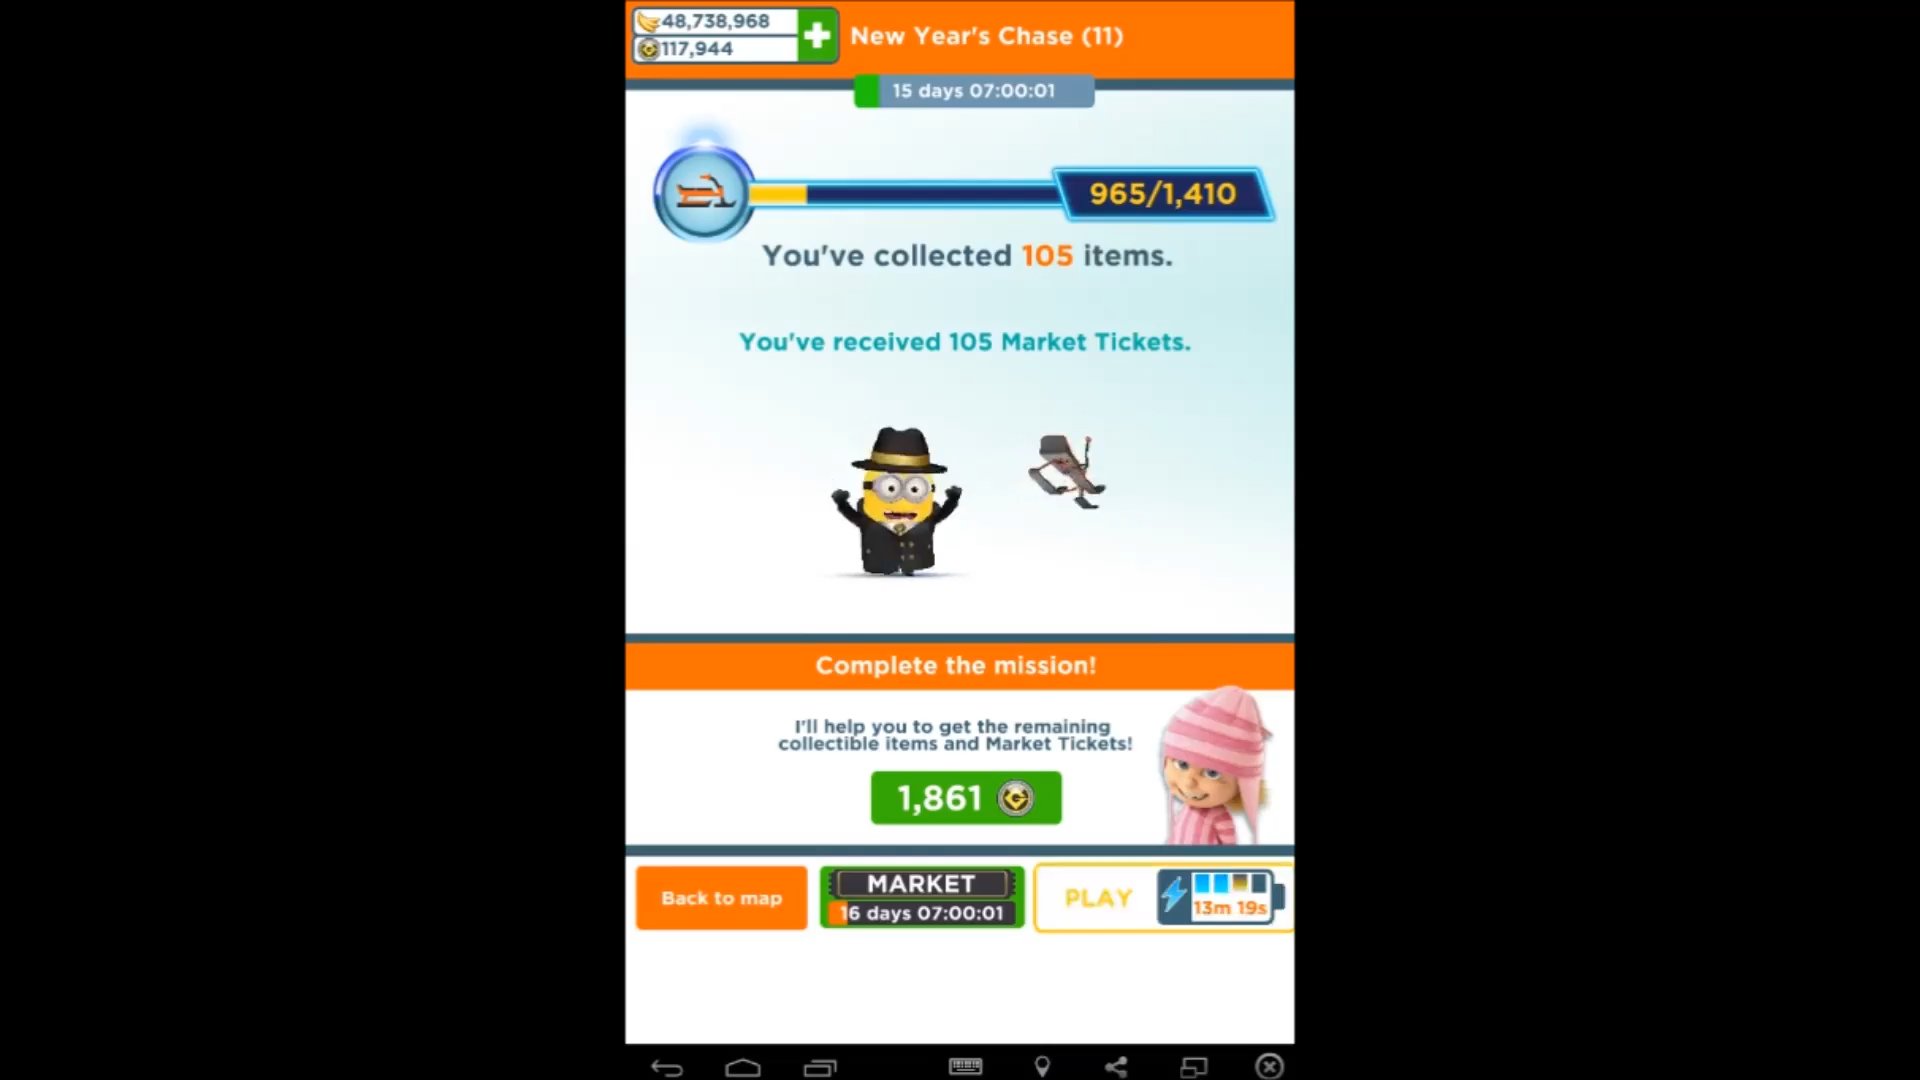 48,738,968
117,944
New Year's Chase (11)
15 days 07:00:01
965/1,410
You've collected 105 items.
You've received 105 Market Tickets.
Complete the mission!
I'll help you to get the remaining
collectible items and Market Tickets!
1,861
Back to map
MARKET
16 days 07:00:01
PLAY
13m 19s